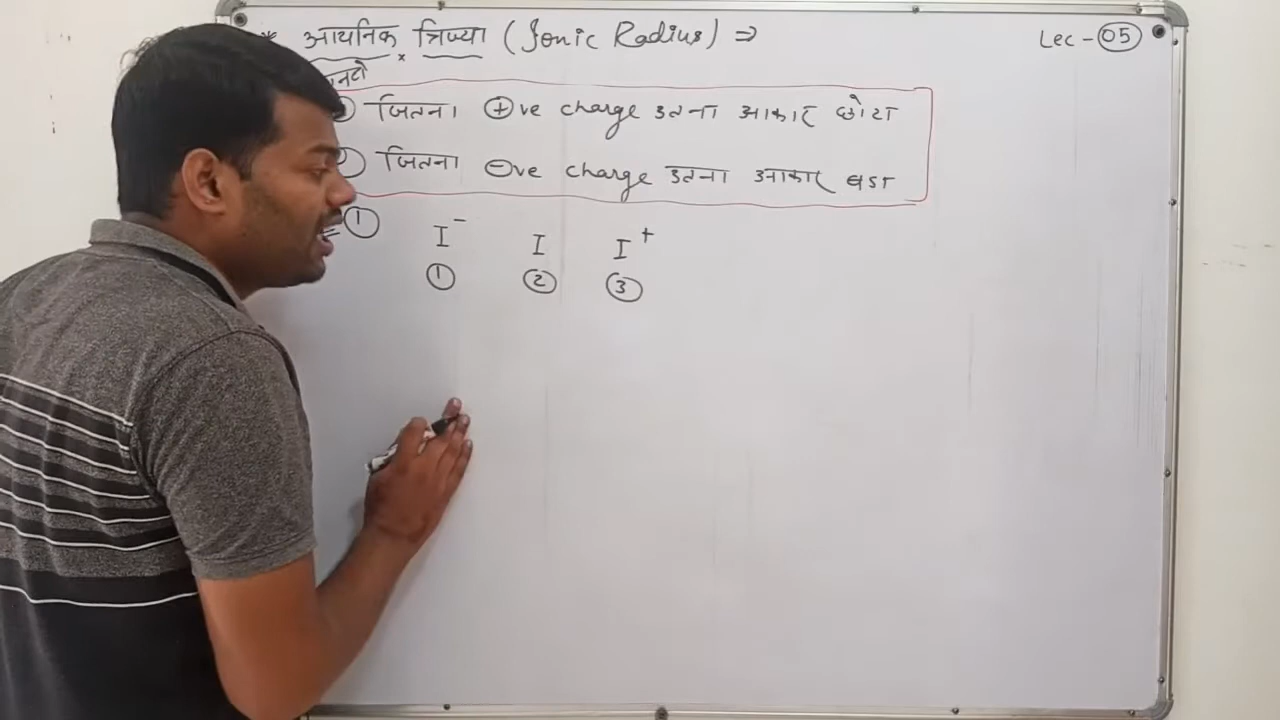 * आयनिक त्रिज्या (Ionic Radius) ⇒
Lec - 05
जितना ⊕ve charge उतना आकार छोटा
जितना ⊖ve charge उतना आकार बड़ा
① I⁻ I I⁺
① ② ③